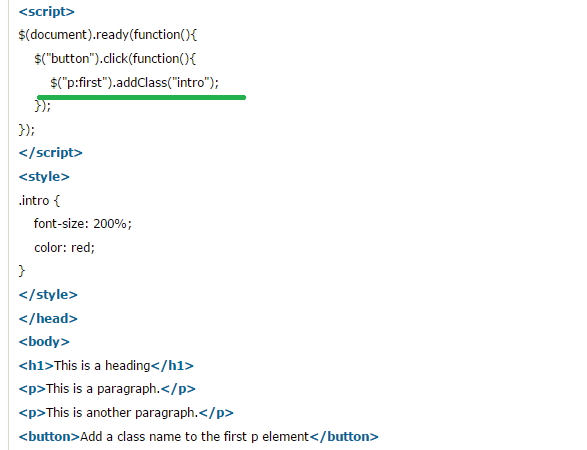 <script>
$(document).ready(function(){
$("button").click(function(){
$("p:first").addClass("intro");
});
});
</script>
<style>
.intro {
font-size: 200%;
color: red;
}
</style>
</head>
<body>
<h1>This is a heading</h1>
<p>This is a paragraph.</p>
<p>This is another paragraph.</p>
<button>Add a class name to the first p element</button>